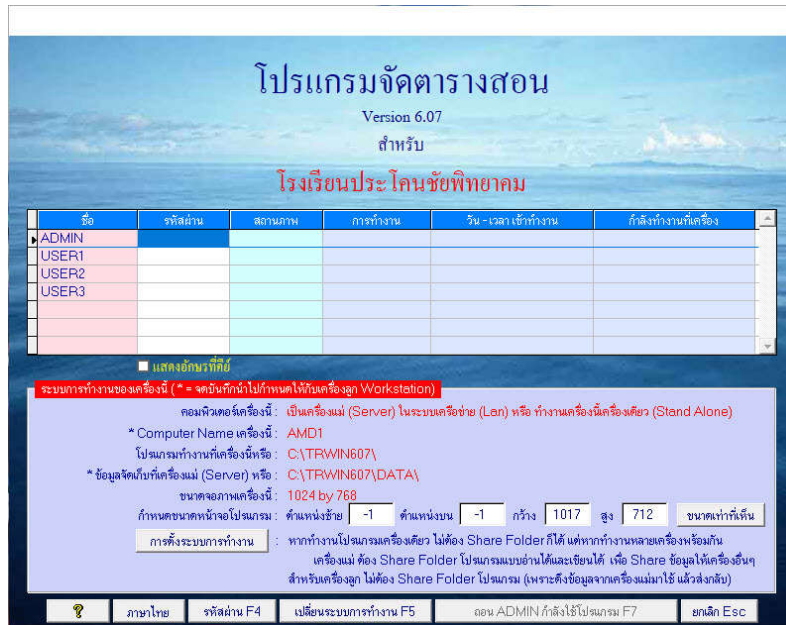 โปรแกรมจัดตารางสอน
Version 6.07
สำหรับ
โรงเรียนประโคนชัยพิทยาคม
ชื่อ รหัสผ่าน สถานภาพ การทำงาน วัน - เวลา เข้าทำงาน กำลังทำงานที่เครื่อง
ADMIN
USER1
USER2
USER3
แสดงอักษรที่คีย์
ระบบการทำงานของเครื่องนี้ ( * = จดบันทึกนำไปกำหนดให้กับเครื่องลูก Workstation)
คอมพิวเตอร์เครื่องนี้ : เป็นเครื่องแม่ (Server) ในระบบเครือข่าย (Lan) หรือ ทำงานเครื่องนี้เครื่องเดียว (Stand Alone)
* Computer Name เครื่องนี้ : AMD1
โปรแกรมทำงานที่เครื่องนี้หรือ : C:\TRWIN607\
* ข้อมูลจัดเก็บที่เครื่องแม่ (Server) หรือ : C:\TRWIN607\DATA\
ขนาดจอภาพเครื่องนี้ : 1024 by 768
กำหนดขนาดหน้าจอโปรแกรม : ตำแหน่งซ้าย -1 ตำแหน่งบน -1 กว้าง 1017 สูง 712 ขนาดเท่าที่เห็น
การตั้งระบบการทำงาน : หากทำงานโปรแกรมเครื่องเดียว ไม่ต้อง Share Folder ก็ได้ แต่หากทำงานหลายเครื่องพร้อมกัน
เครื่องแม่ ต้อง Share Folder โปรแกรมแบบอ่านได้และเขียนได้ เพื่อ Share ข้อมูลให้เครื่องอื่นๆ
สำหรับเครื่องลูก ไม่ต้อง Share Folder โปรแกรม (เพราะดึงข้อมูลจากเครื่องแม่มาใช้ แล้วส่งกลับ)
? ภาษาไทย รหัสผ่าน F4 เปลี่ยนระบบการทำงาน F5 ถอน ADMIN กำลังใช้โปรแกรม F7 ยกเลิก Esc